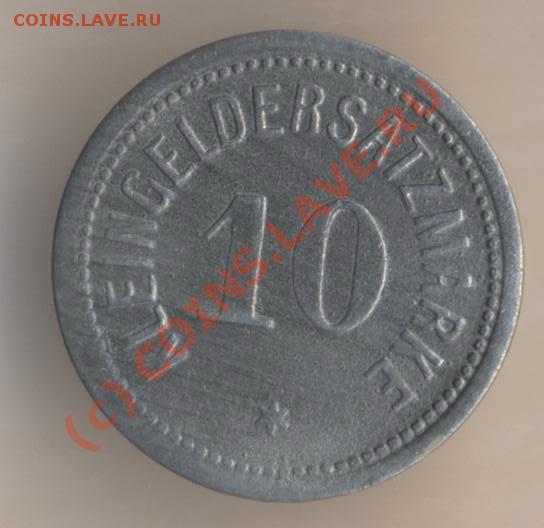 COINS.LAVE.RU
KLEINGELDERSATZMARKE
10
*
(c) COINS.LAVE.RU